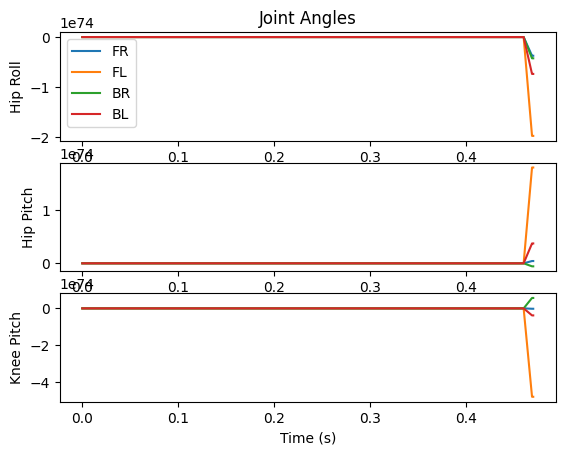 Joint Angles
1e74
0
−1
−2
Hip Roll
FR
FL
BR
BL
0.0 0.1 0.2 0.3 0.4
1e74
1
0
Hip Pitch
0.0 0.1 0.2 0.3 0.4
1e74
0
−2
−4
Knee Pitch
0.0 0.1 0.2 0.3 0.4
Time (s)